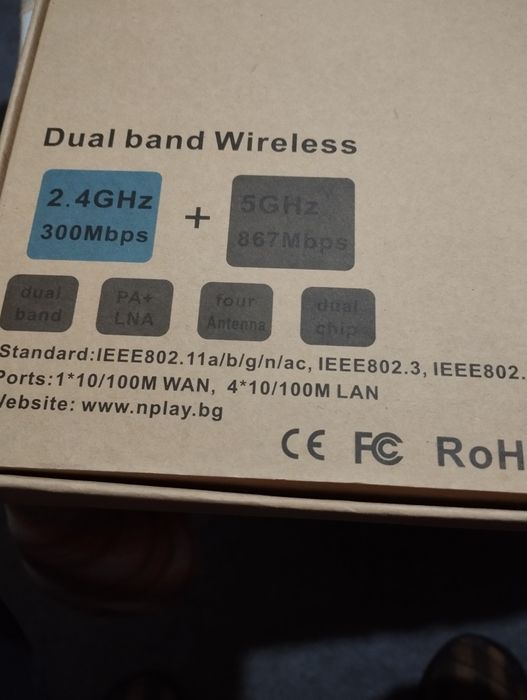 Dual band Wireless
2.4GHz
300Mbps
+
5GHz
867Mbps
dual
band
PA+
LNA
four
Antenna
dual
chip
Standard:IEEE802.11a/b/g/n/ac, IEEE802.3, IEEE802.
Ports:1*10/100M WAN, 4*10/100M LAN
Website: www.nplay.bg
CE FC RoH